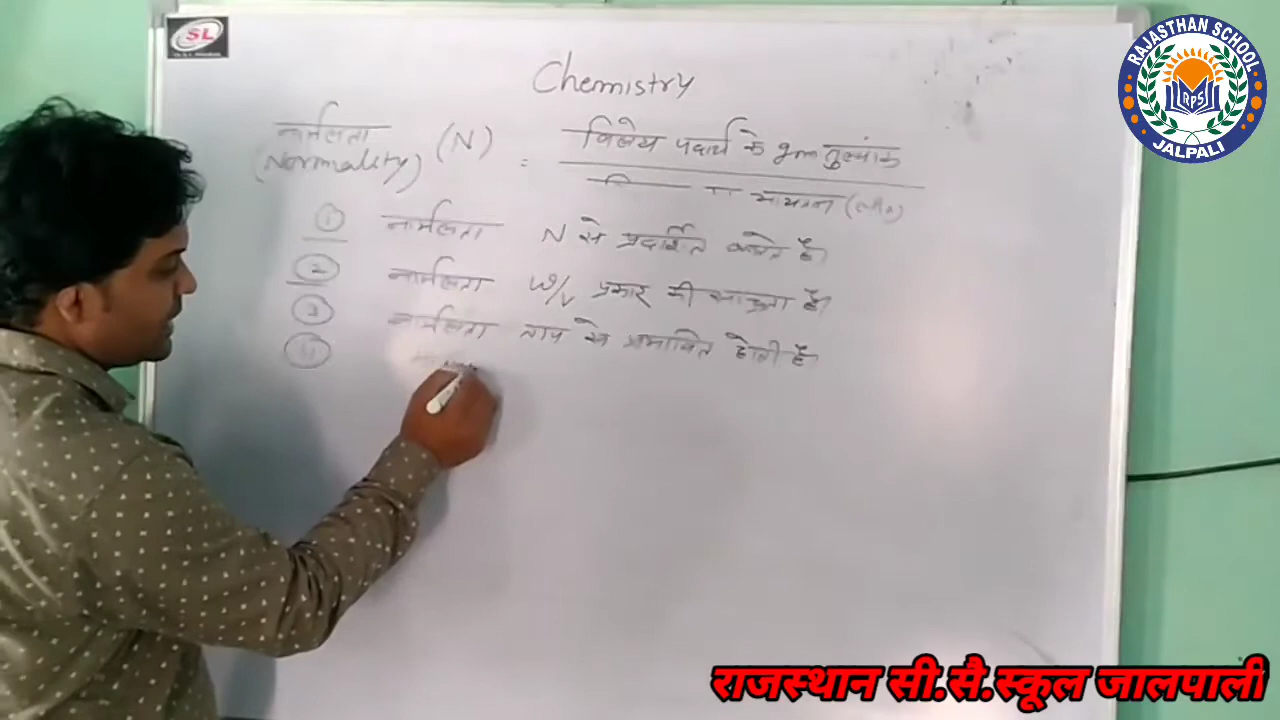 SL
RAJASTHAN SCHOOL
RPS
JALPALI
Chemistry
नार्मलता (N) = विलेय पदार्थ के gm तुल्यांक
(Normality) आयतन
① नार्मलता N से प्रदर्शित करते है।
② नार्मलता W/V प्रकार की सान्द्रता है।
③ नार्मलता ताप से प्रभावित होती है
④
राजस्थान सी.सै.स्कूल जालपाली